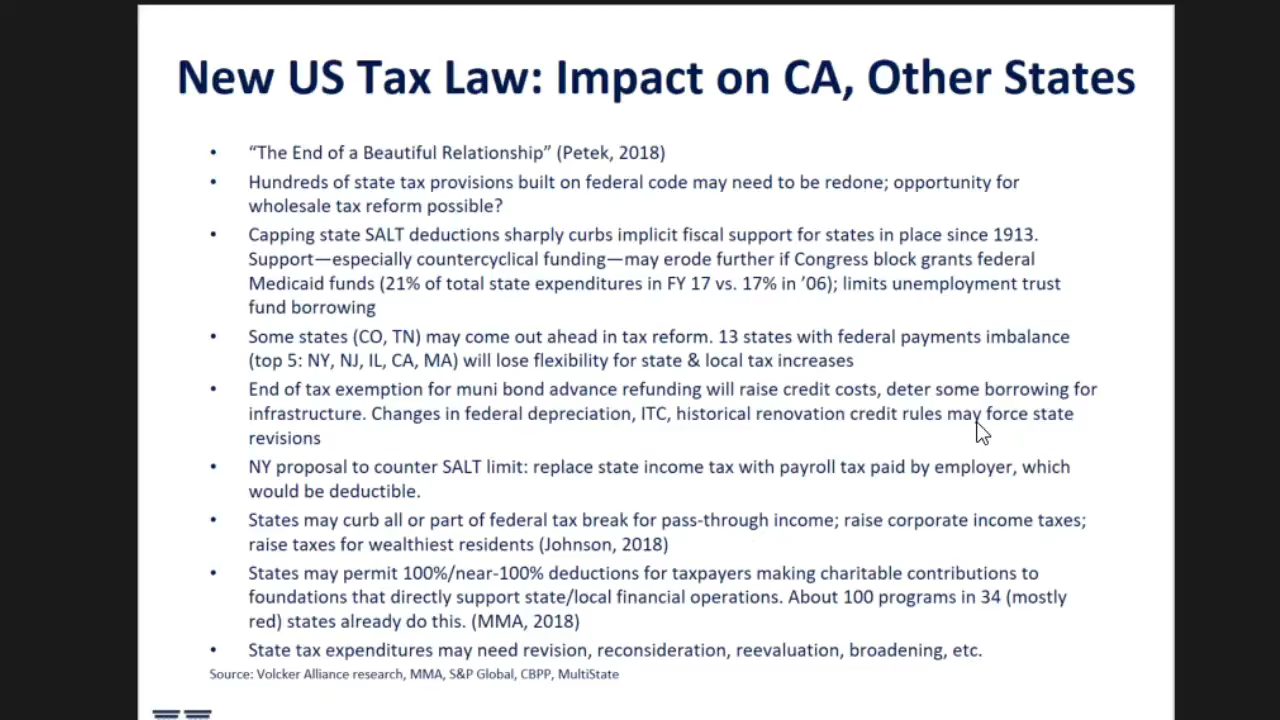 New US Tax Law: Impact on CA, Other States
• “The End of a Beautiful Relationship” (Petek, 2018)
• Hundreds of state tax provisions built on federal code may need to be redone; opportunity for
wholesale tax reform possible?
• Capping state SALT deductions sharply curbs implicit fiscal support for states in place since 1913.
Support—especially countercyclical funding—may erode further if Congress block grants federal
Medicaid funds (21% of total state expenditures in FY 17 vs. 17% in ’06); limits unemployment trust
fund borrowing
• Some states (CO, TN) may come out ahead in tax reform. 13 states with federal payments imbalance
(top 5: NY, NJ, IL, CA, MA) will lose flexibility for state & local tax increases
• End of tax exemption for muni bond advance refunding will raise credit costs, deter some borrowing for
infrastructure. Changes in federal depreciation, ITC, historical renovation credit rules may force state
revisions
• NY proposal to counter SALT limit: replace state income tax with payroll tax paid by employer, which
would be deductible.
• States may curb all or part of federal tax break for pass-through income; raise corporate income taxes;
raise taxes for wealthiest residents (Johnson, 2018)
• States may permit 100%/near-100% deductions for taxpayers making charitable contributions to
foundations that directly support state/local financial operations. About 100 programs in 34 (mostly
red) states already do this. (MMA, 2018)
• State tax expenditures may need revision, reconsideration, reevaluation, broadening, etc.
Source: Volcker Alliance research, MMA, S&P Global, CBPP, MultiState